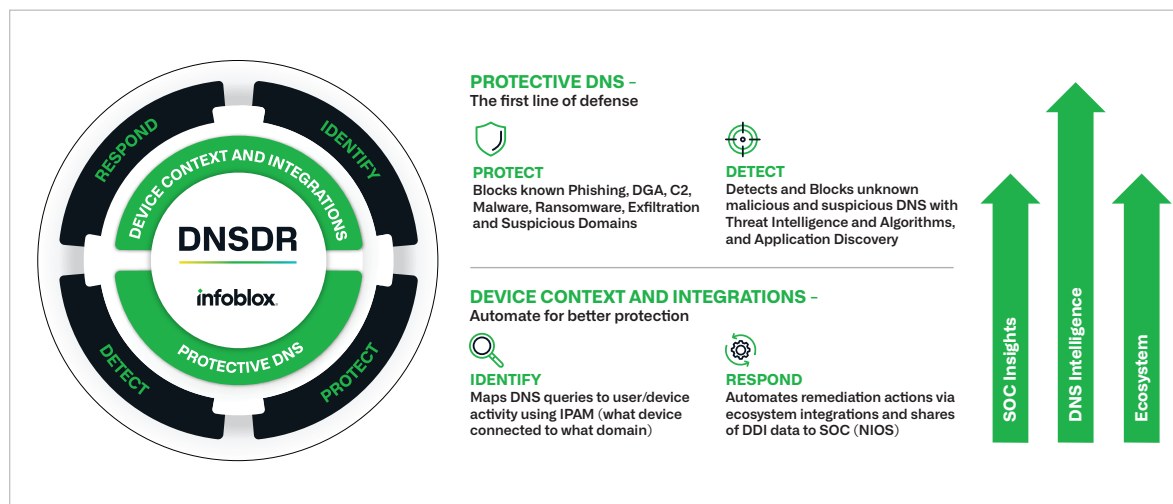 RESPOND
IDENTIFY
DEVICE CONTEXT AND INTEGRATIONS
DNSDR
infoblox.
PROTECTIVE DNS
DETECT
PROTECT
PROTECTIVE DNS –
The first line of defense
PROTECT
Blocks known Phishing, DGA, C2,
Malware, Ransomware, Exfiltration
and Suspicious Domains
DETECT
Detects and Blocks unknown
malicious and suspicious DNS with
Threat Intelligence and Algorithms,
and Application Discovery
DEVICE CONTEXT AND INTEGRATIONS –
Automate for better protection
IDENTIFY
Maps DNS queries to user/device
activity using IPAM (what device
connected to what domain)
RESPOND
Automates remediation actions via
ecosystem integrations and shares
of DDI data to SOC (NIOS)
SOC Insights
DNS Intelligence
Ecosystem